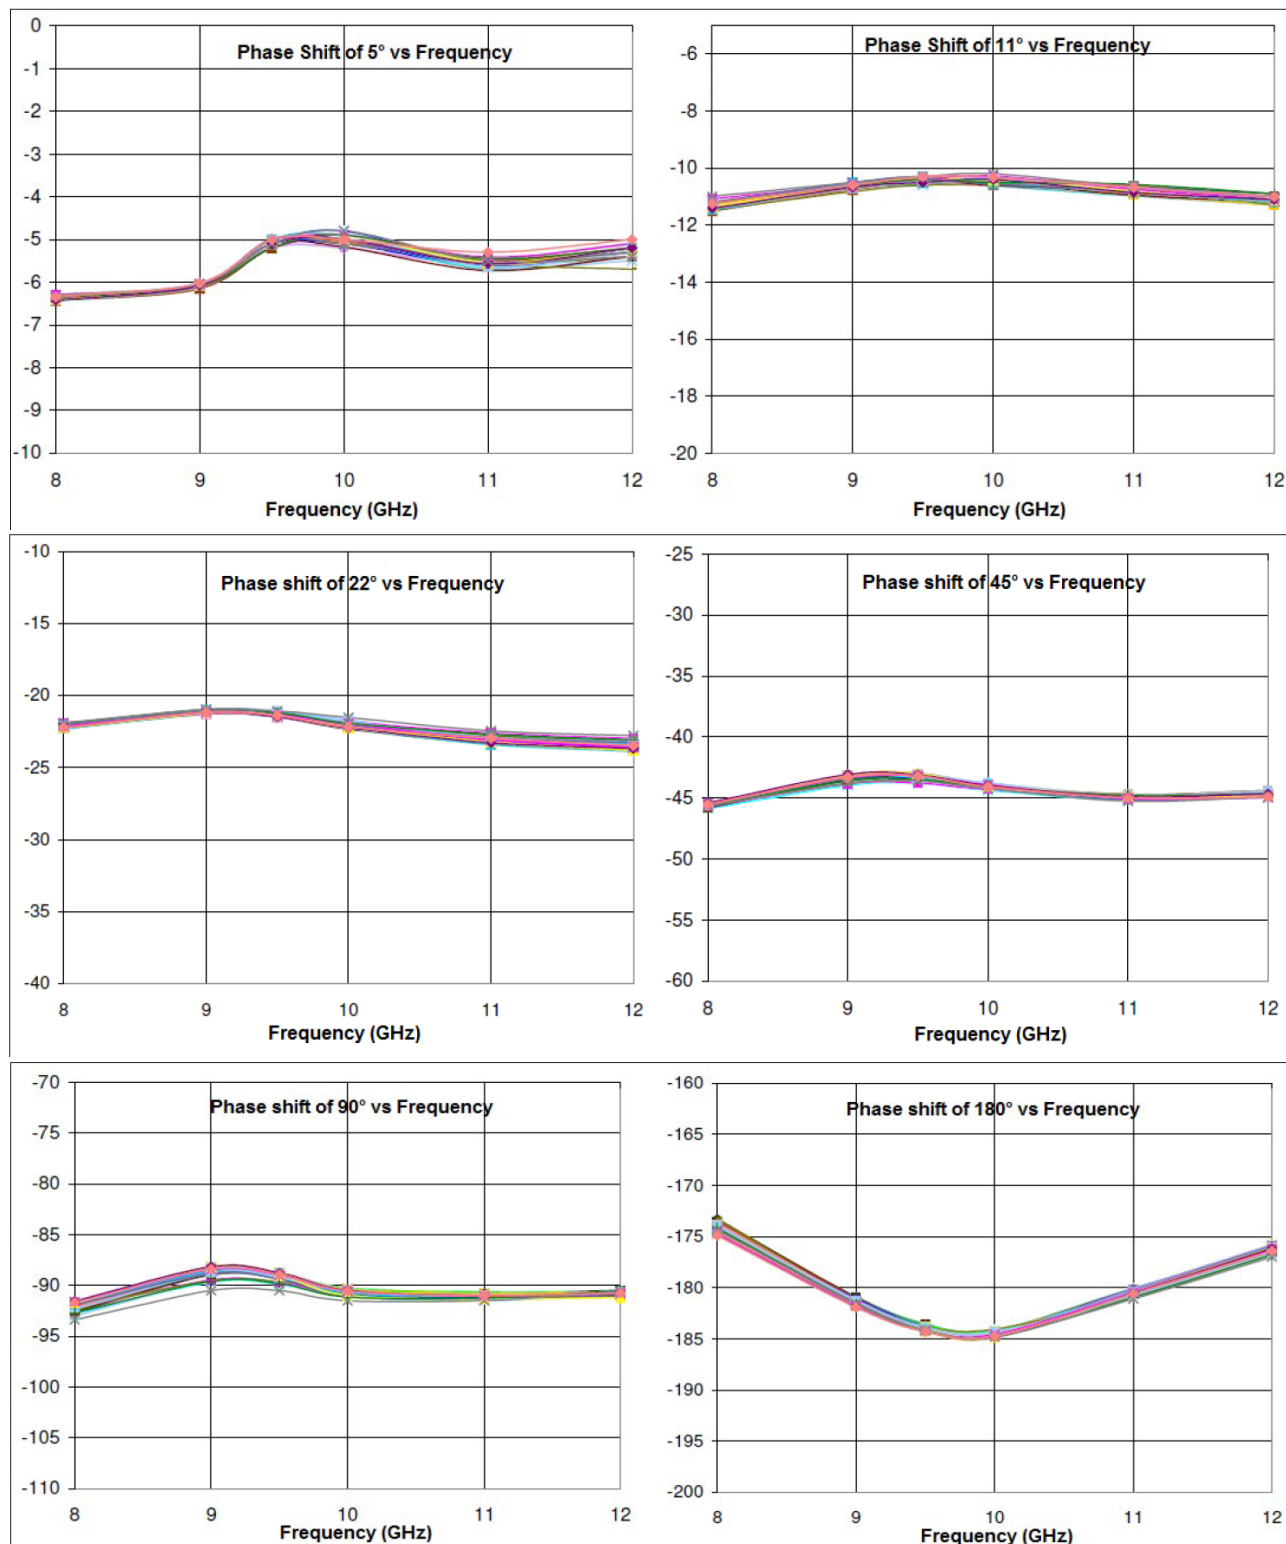 Phase Shift of 5° vs Frequency
0
-1
-2
-3
-4
-5
-6
-7
-8
-9
-10
8 9 10 11 12
Frequency (GHz)
Phase Shift of 11° vs Frequency
-6
-8
-10
-12
-14
-16
-18
-20
8 9 10 11 12
Frequency (GHz)
Phase shift of 22° vs Frequency
-10
-15
-20
-25
-30
-35
-40
8 9 10 11 12
Frequency (GHz)
Phase shift of 45° vs Frequency
-25
-30
-35
-40
-45
-50
-55
-60
8 9 10 11 12
Frequency (GHz)
Phase shift of 90° vs Frequency
-70
-75
-80
-85
-90
-95
-100
-105
-110
8 9 10 11 12
Frequency (GHz)
Phase shift of 180° vs Frequency
-160
-165
-170
-175
-180
-185
-190
-195
-200
8 9 10 11 12
Frequency (GHz)